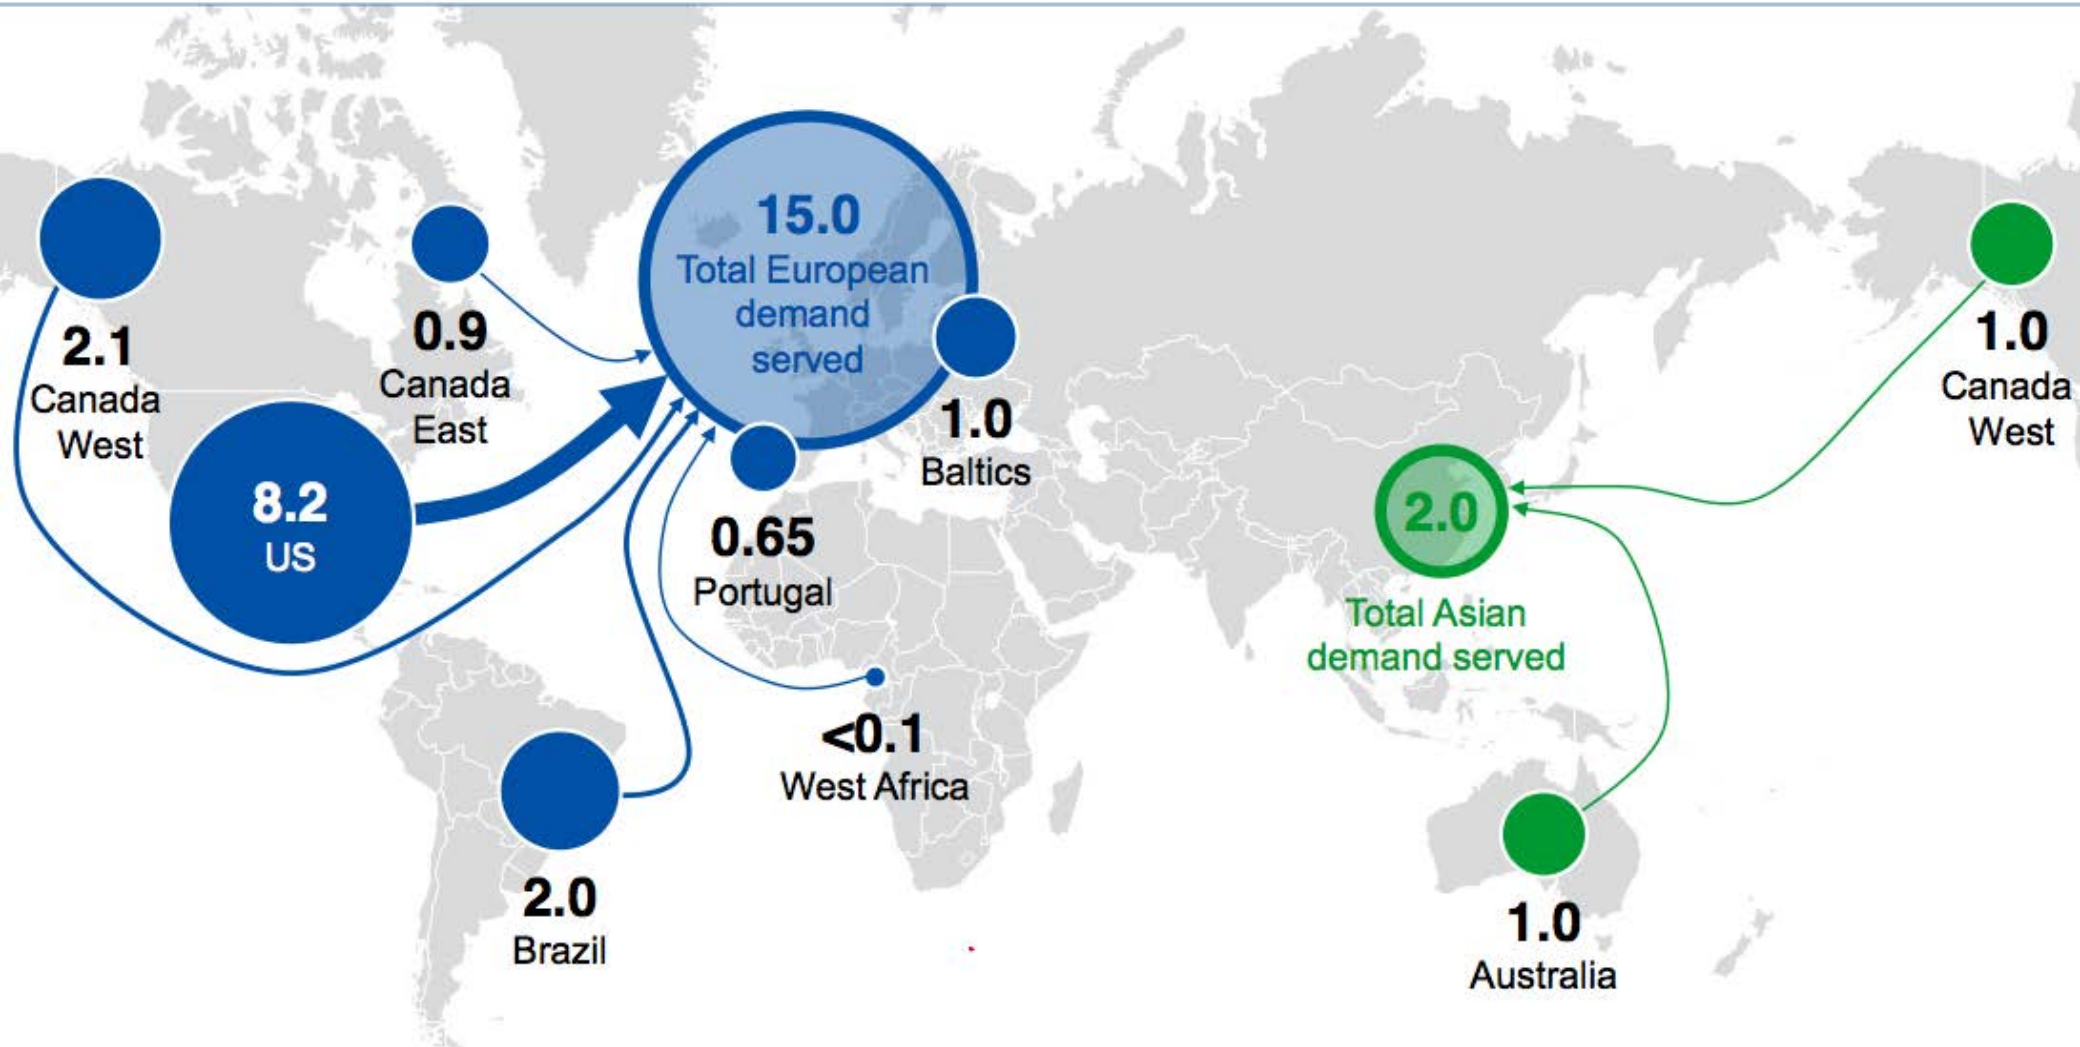 15.0
Total European
demand
served
2.1
Canada
West
0.9
Canada
East
8.2
US
1.0
Baltics
0.65
Portugal
<0.1
West Africa
2.0
Brazil
2.0
Total Asian
demand served
1.0
Canada
West
1.0
Australia